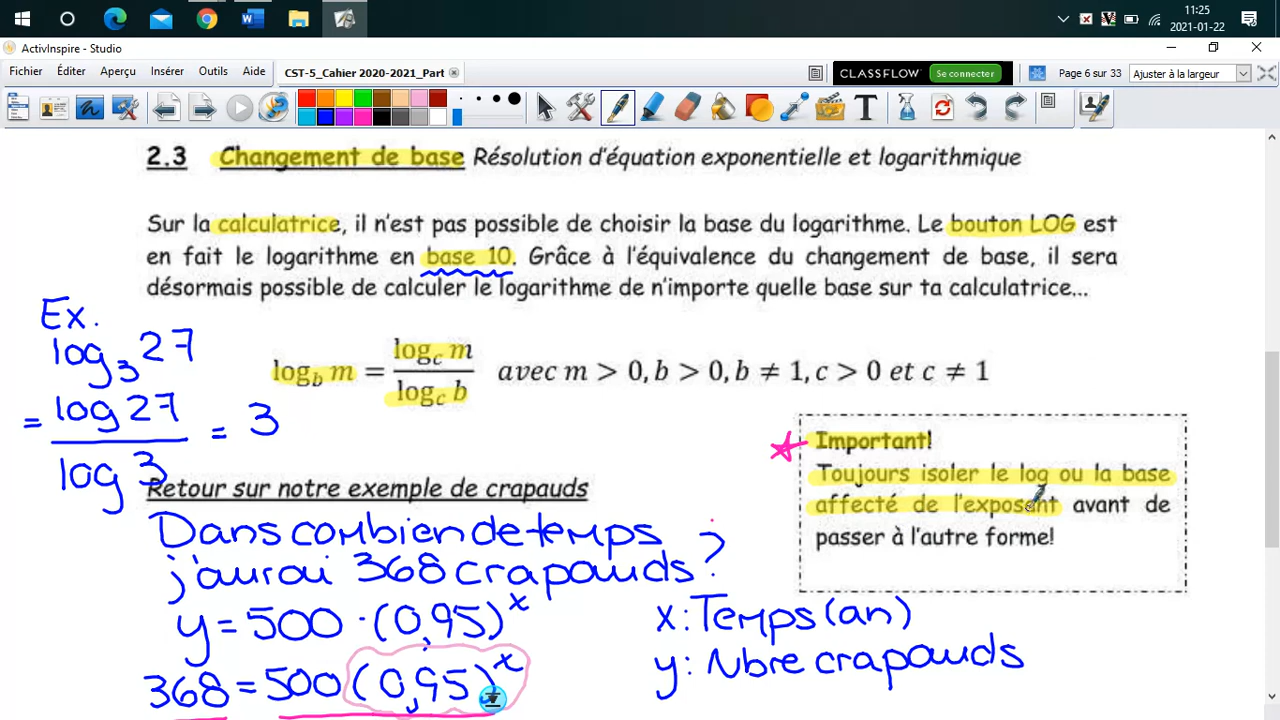 11:25
2021-01-22
ActivInspire - Studio
Fichier Éditer Aperçu Insérer Outils Aide CST-5_Cahier 2020-2021_Part CLASSFLOW Se connecter Page 6 sur 33 Ajuster à la largeur
2.3 Changement de base Résolution d'équation exponentielle et logarithmique
Sur la calculatrice, il n'est pas possible de choisir la base du logarithme. Le bouton LOG est
en fait le logarithme en base 10. Grâce à l'équivalence du changement de base, il sera
désormais possible de calculer le logarithme de n'importe quelle base sur ta calculatrice...
Ex.
log₃ 27
= log 27 / log 3 = 3
log_b m = log_c m / log_c b avec m > 0, b > 0, b ≠ 1, c > 0 et c ≠ 1
Important!
Toujours isoler le log ou la base
affecté de l'exposant avant de
passer à l'autre forme!
Retour sur notre exemple de crapauds
Dans combien de temps
j'aurai 368 crapauds?
y = 500 · (0,95)^x
368 = 500 (0,95)^x
x: Temps (an)
y: Nbre crapauds